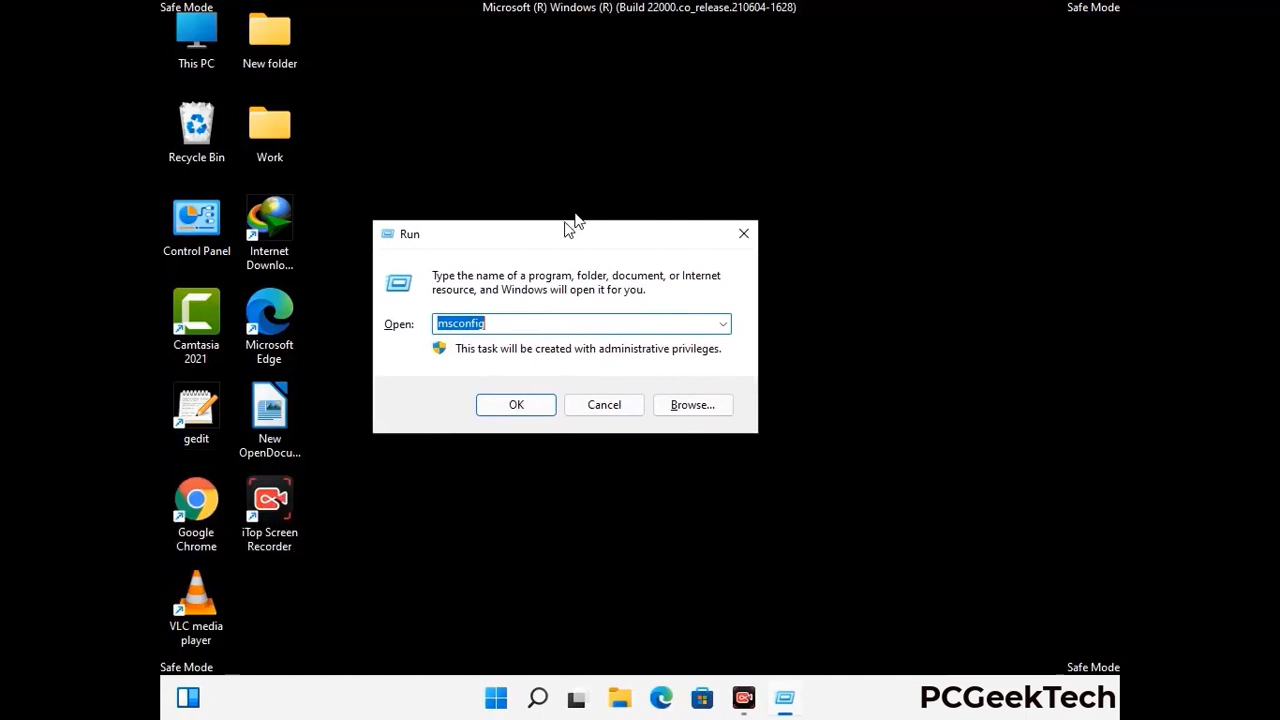 Safe Mode
Microsoft (R) Windows (R) (Build 22000.co_release.210604-1628)
Safe Mode
This PC
New folder
Recycle Bin
Work
Control Panel
Internet
Downlo...
Camtasia
2021
Microsoft
Edge
gedit
New
OpenDocu...
Google
Chrome
iTop Screen
Recorder
VLC media
player
Run
Type the name of a program, folder, document, or Internet
resource, and Windows will open it for you.
Open:
msconfig
This task will be created with administrative privileges.
OK
Cancel
Browse...
Safe Mode
Safe Mode
PCGeekTech